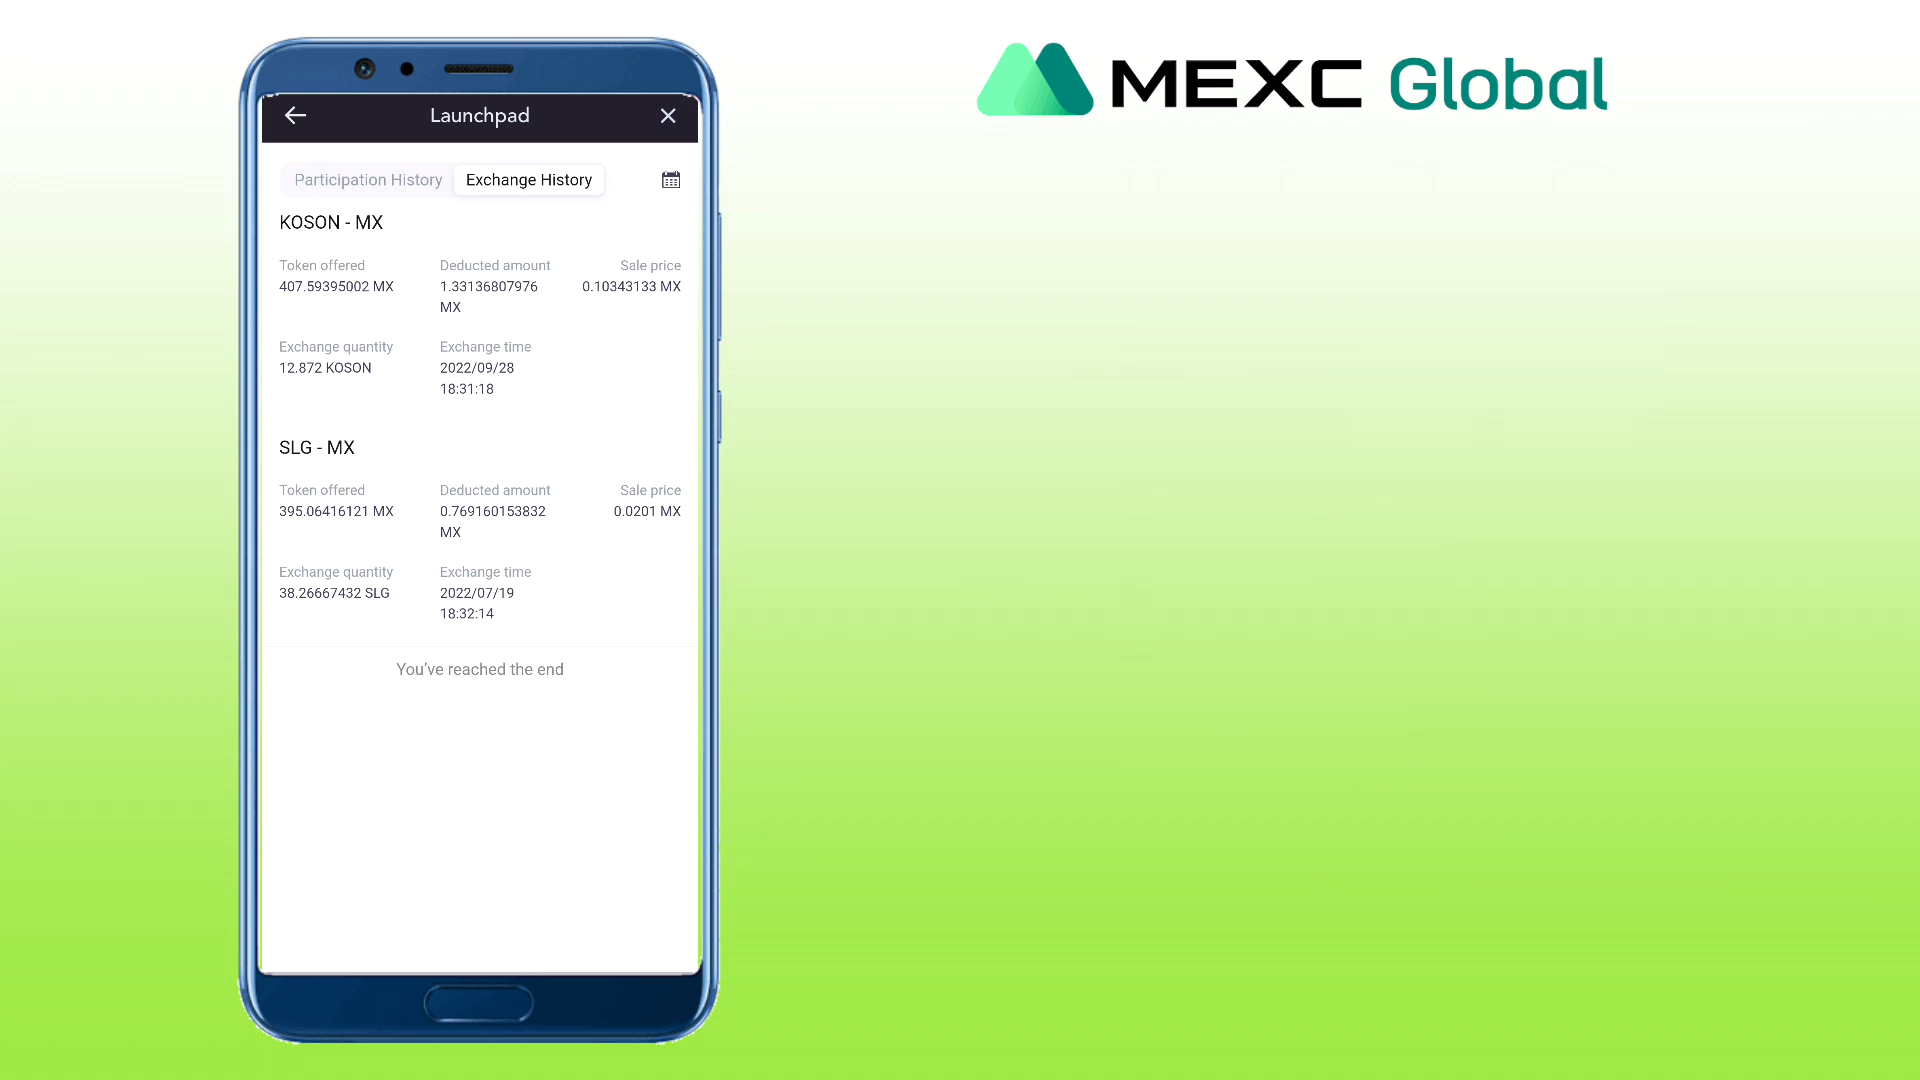 MEXC Global
Launchpad
Participation History Exchange History
KOSON - MX
Token offered Deducted amount Sale price
407.59395002 MX 1.33136807976 0.10343133 MX
MX
Exchange quantity Exchange time
12.872 KOSON 2022/09/28
18:31:18
SLG - MX
Token offered Deducted amount Sale price
395.06416121 MX 0.769160153832 0.0201 MX
MX
Exchange quantity Exchange time
38.26667432 SLG 2022/07/19
18:32:14
You’ve reached the end